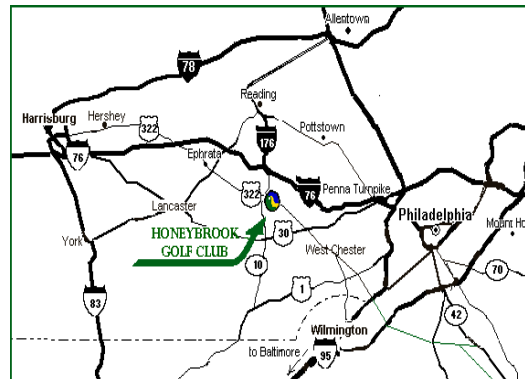 Allentown
78
Harrisburg
Hershey
322
Reading
176
Pottstown
76
Ephrata
322
76
Penna Turnpike
Lancaster
Philadelphia
York
HONEYBROOK
GOLF CLUB
30
West Chester
Mount Ho
10
70
83
1
42
Wilmington
to Baltimore
95